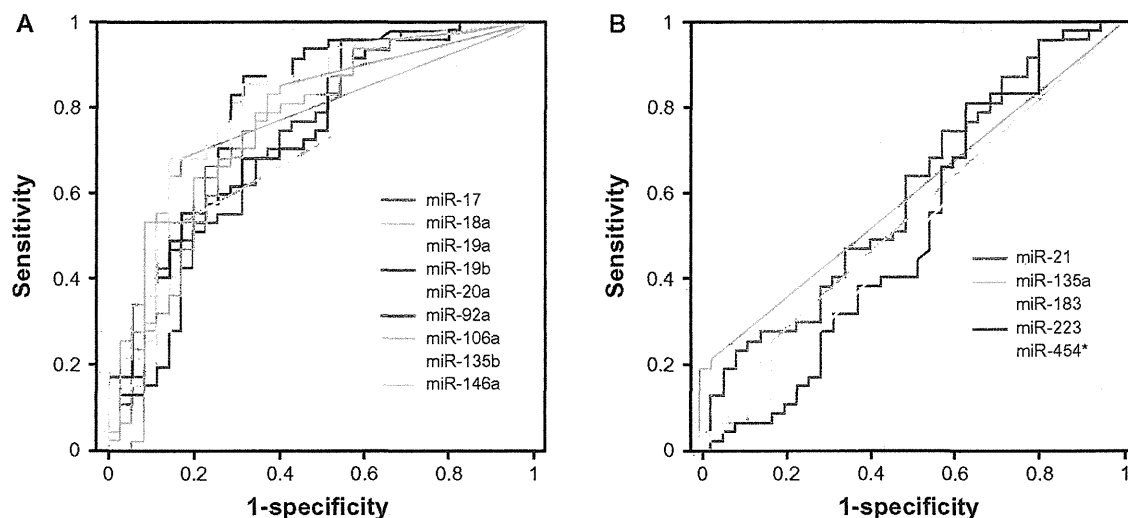 A
Sensitivity
1.0
0.8
0.6
0.4
0.2
0
0 0.2 0.4 0.6 0.8 1
1-specificity
miR-17
miR-18a
miR-19a
miR-19b
miR-20a
miR-92a
miR-106a
miR-135b
miR-146a
B
Sensitivity
1.0
0.8
0.6
0.4
0.2
0
0 0.2 0.4 0.6 0.8 1
1-specificity
miR-21
miR-135a
miR-183
miR-223
miR-454*